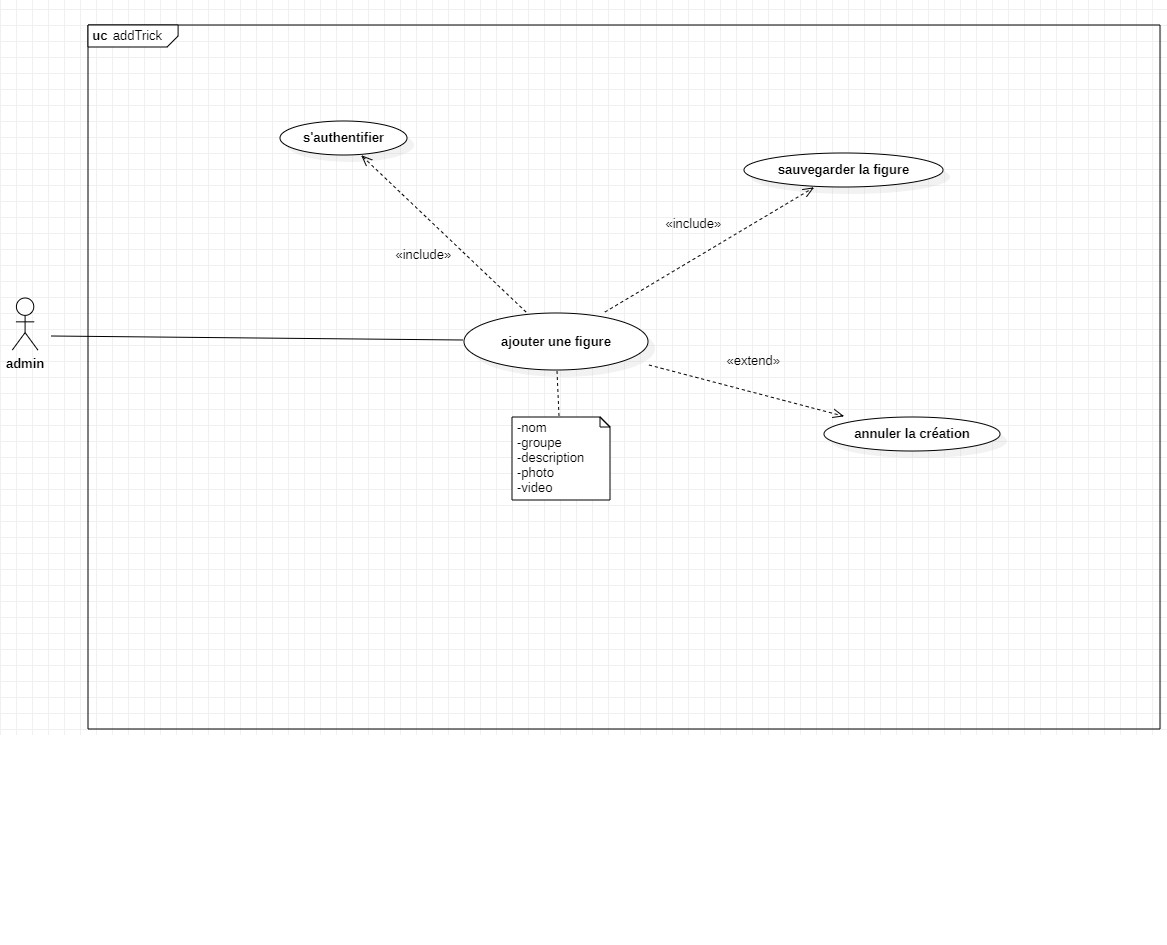 uc addTrick
s'authentifier
sauvegarder la figure
«include»
«include»
ajouter une figure
admin
«extend»
-nom
-groupe
-description
-photo
-video
annuler la création